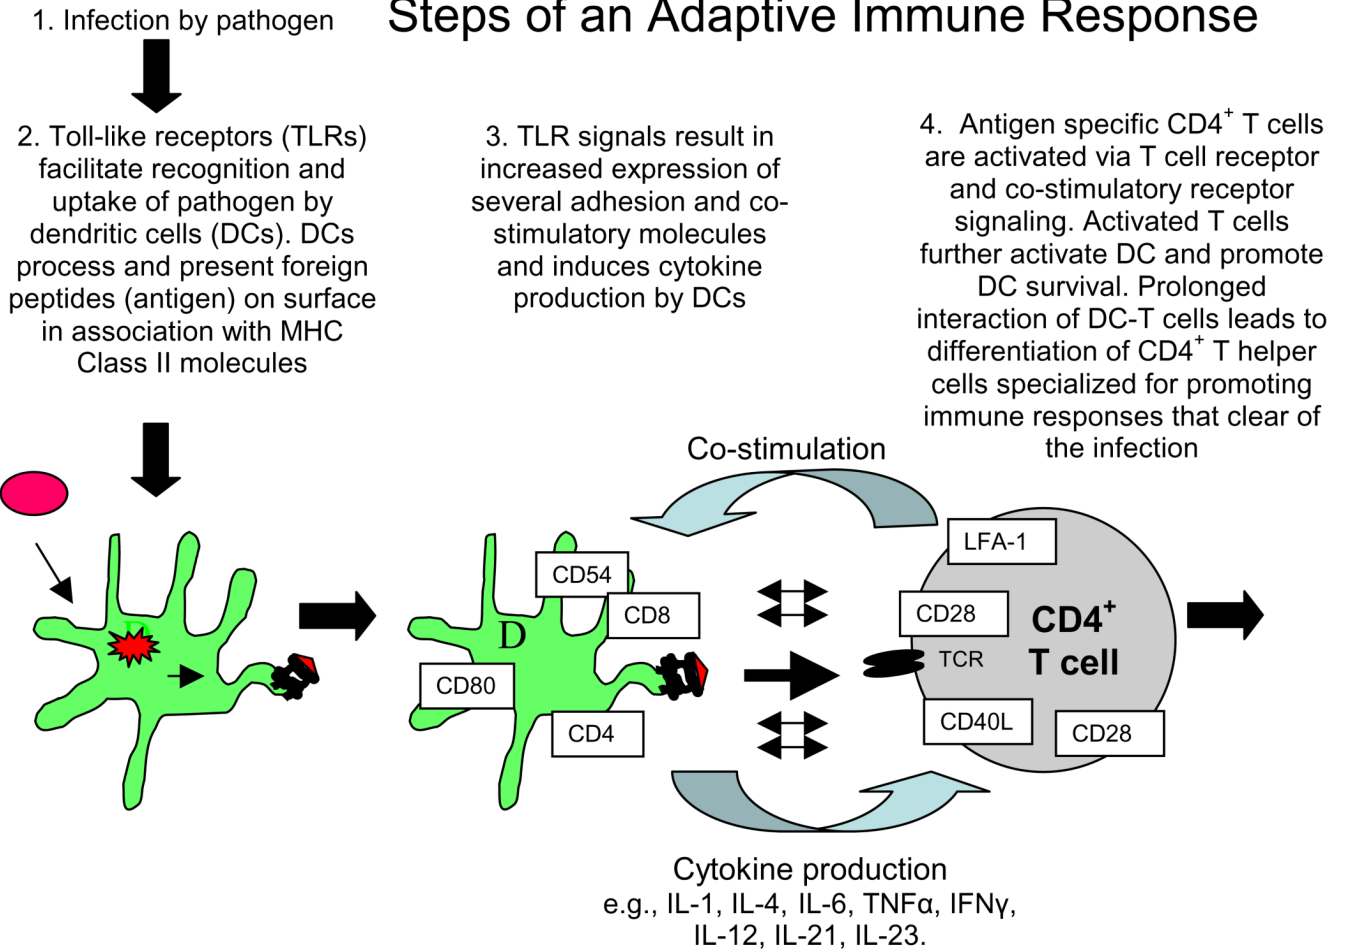 Steps of an Adaptive Immune Response
1. Infection by pathogen
2. Toll-like receptors (TLRs)
facilitate recognition and
uptake of pathogen by
dendritic cells (DCs). DCs
process and present foreign
peptides (antigen) on surface
in association with MHC
Class II molecules
3. TLR signals result in
increased expression of
several adhesion and co-
stimulatory molecules
and induces cytokine
production by DCs
4. Antigen specific CD4⁺ T cells
are activated via T cell receptor
and co-stimulatory receptor
signaling. Activated T cells
further activate DC and promote
DC survival. Prolonged
interaction of DC-T cells leads to
differentiation of CD4⁺ T helper
cells specialized for promoting
immune responses that clear of
the infection
Co-stimulation
D
D
CD54
CD8
CD80
CD4
LFA-1
CD28
TCR
CD4⁺
T cell
CD40L
CD28
Cytokine production
e.g., IL-1, IL-4, IL-6, TNFα, IFNγ,
IL-12, IL-21, IL-23.